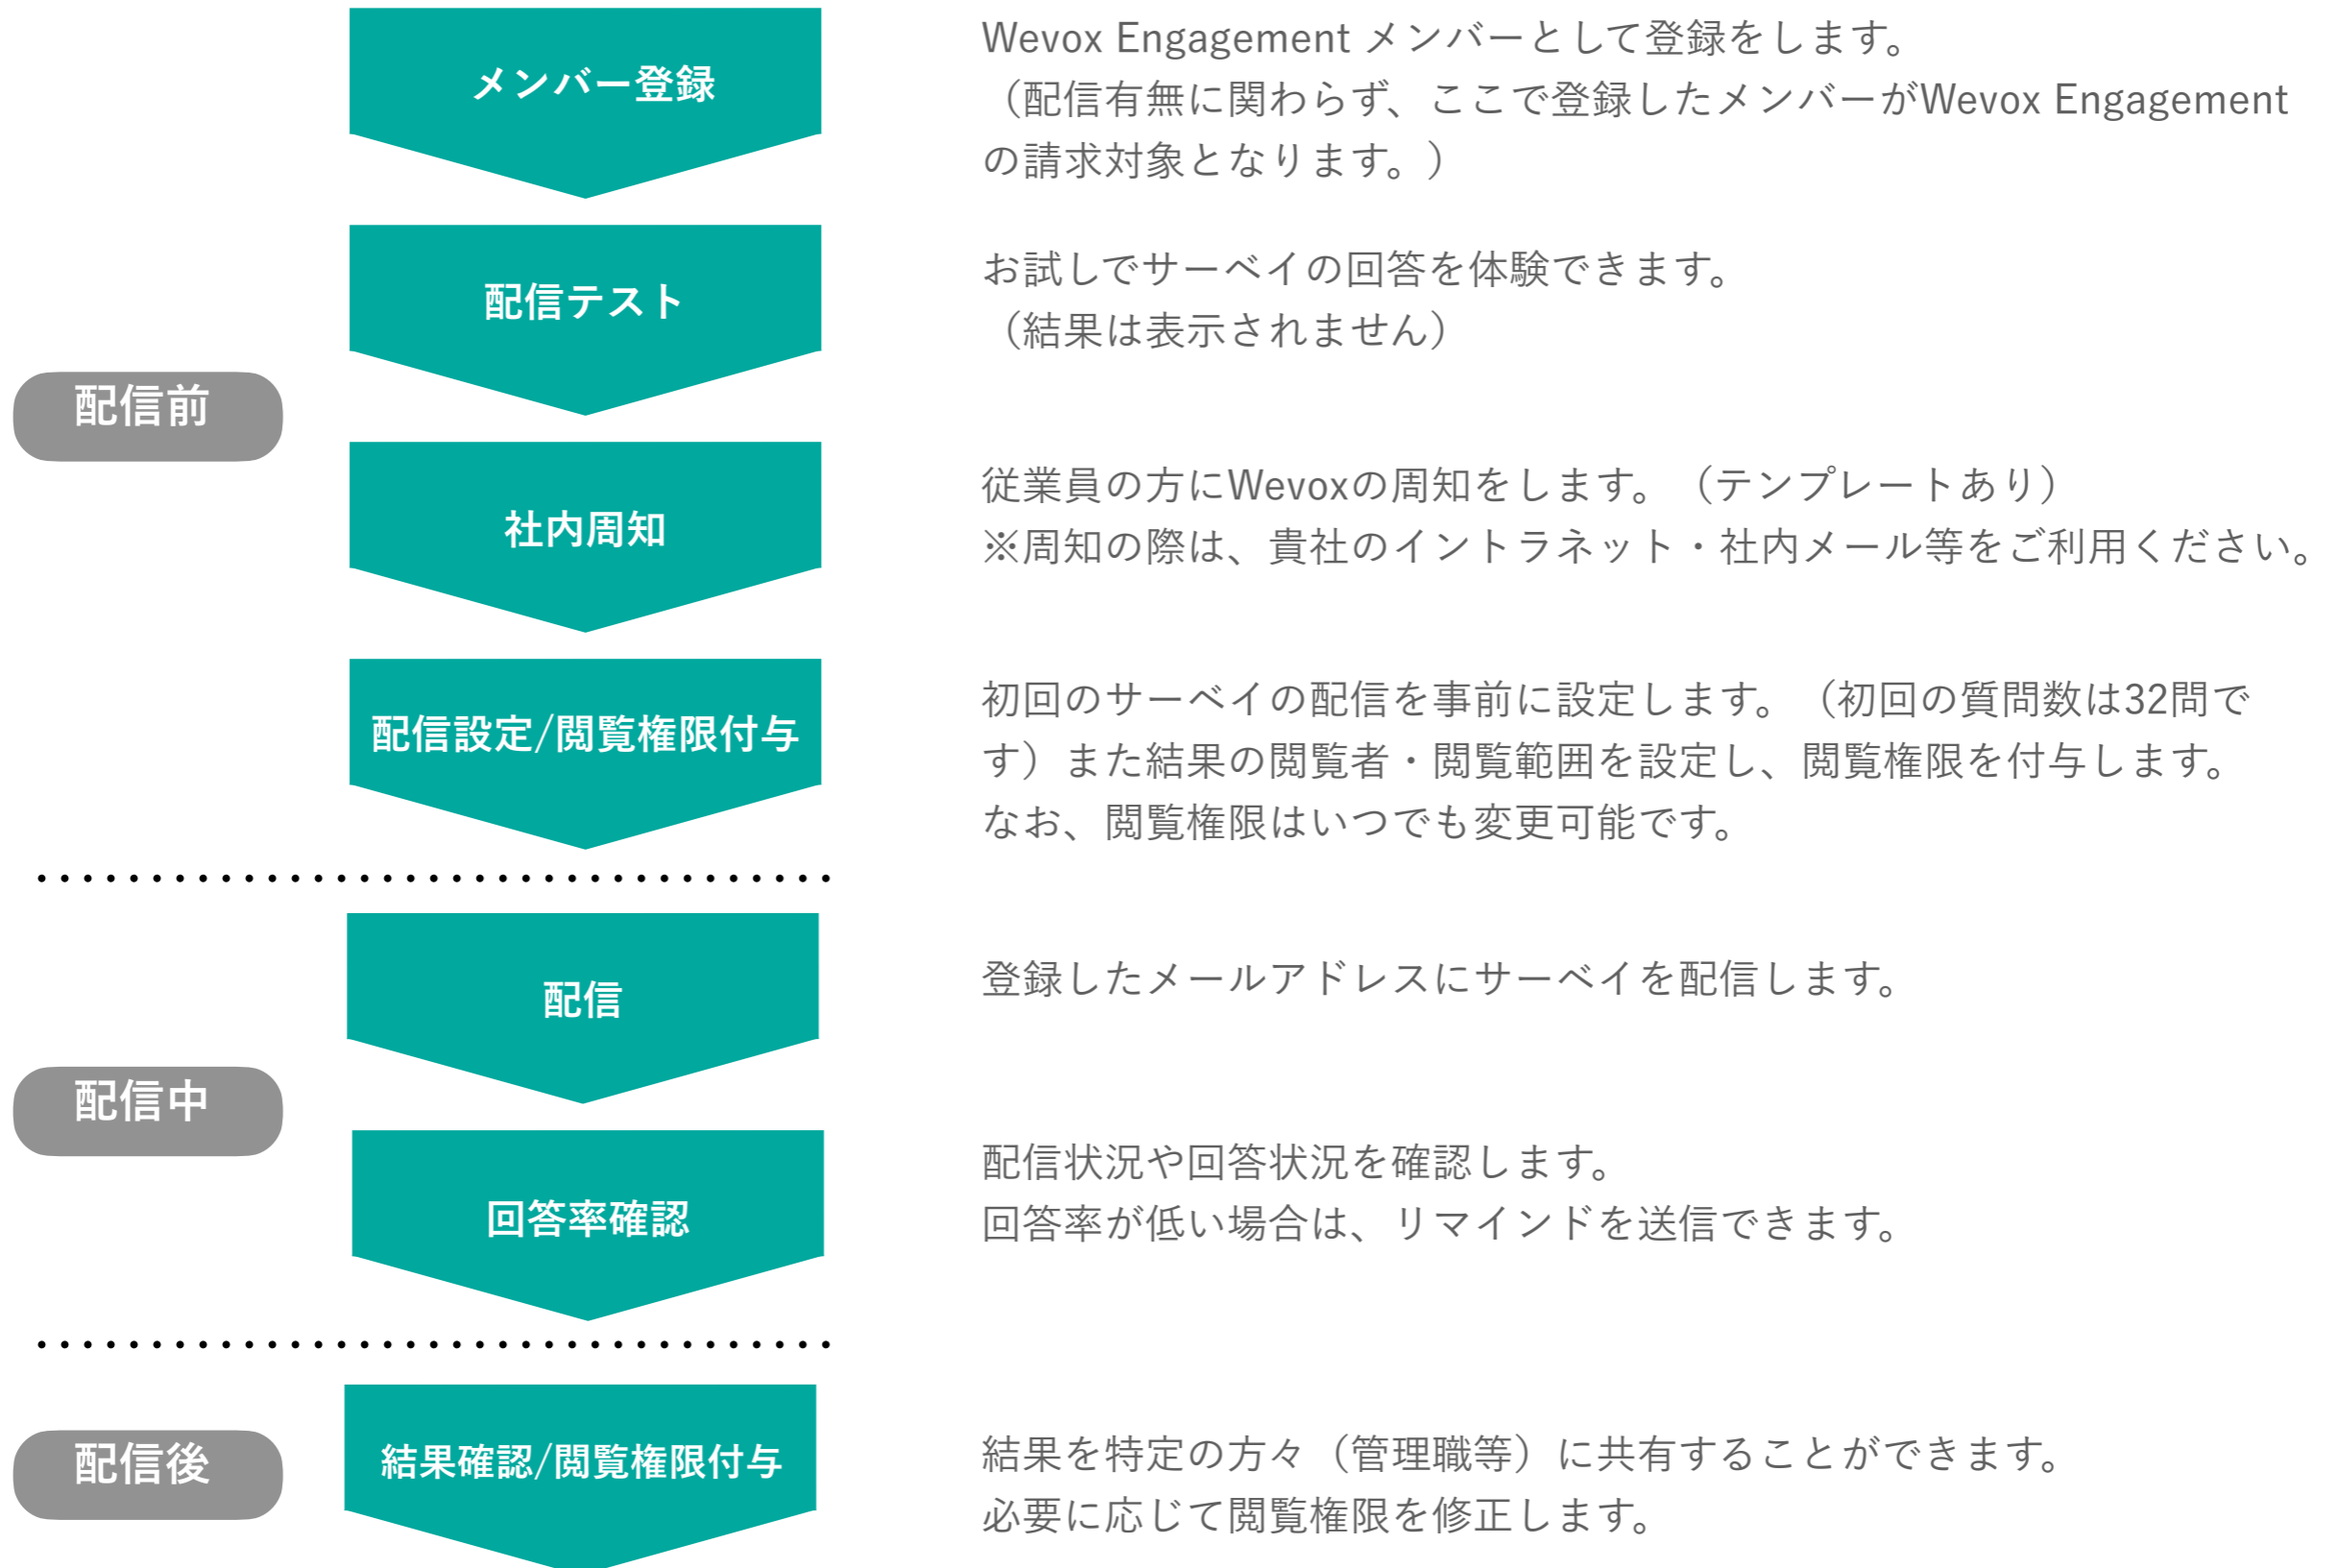 メンバー登録
Wevox Engagement メンバーとして登録をします。
（配信有無に関わらず、ここで登録したメンバーがWevox Engagement
の請求対象となります。）
配信テスト
お試しでサーベイの回答を体験できます。
（結果は表示されません）
配信前
社内周知
従業員の方にWevoxの周知をします。（テンプレートあり）
※周知の際は、貴社のイントラネット・社内メール等をご利用ください。
配信設定/閲覧権限付与
初回のサーベイの配信を事前に設定します。（初回の質問数は32問で
す）また結果の閲覧者・閲覧範囲を設定し、閲覧権限を付与します。
なお、閲覧権限はいつでも変更可能です。
配信
登録したメールアドレスにサーベイを配信します。
配信中
回答率確認
配信状況や回答状況を確認します。
回答率が低い場合は、リマインドを送信できます。
配信後
結果確認/閲覧権限付与
結果を特定の方々（管理職等）に共有することができます。
必要に応じて閲覧権限を修正します。